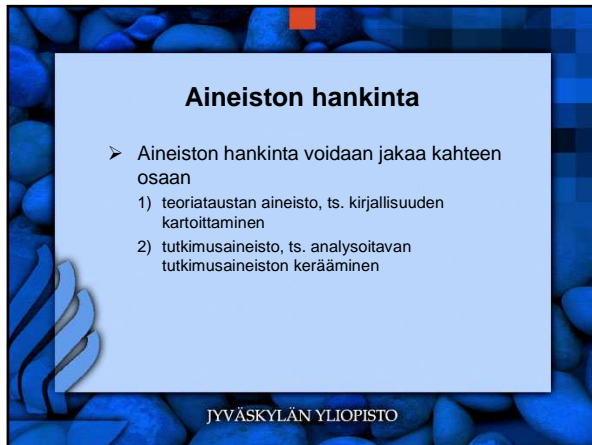 Aineiston hankinta
➢ Aineiston hankinta voidaan jakaa kahteen
osaan
1) teoriataustan aineisto, ts. kirjallisuuden
kartoittaminen
2) tutkimusaineisto, ts. analysoitavan
tutkimusaineiston kerääminen
JYVÄSKYLÄN YLIOPISTO